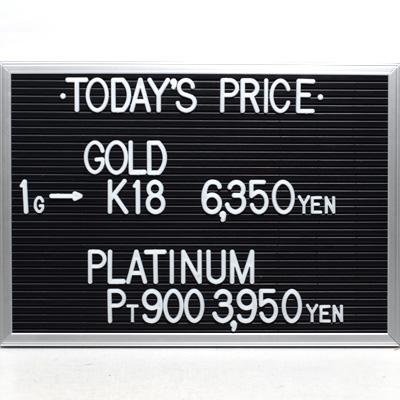 ·TODAY'S PRICE·
GOLD
1G→ K18 6,350YEN
PLATINUM
PT900 3,950YEN